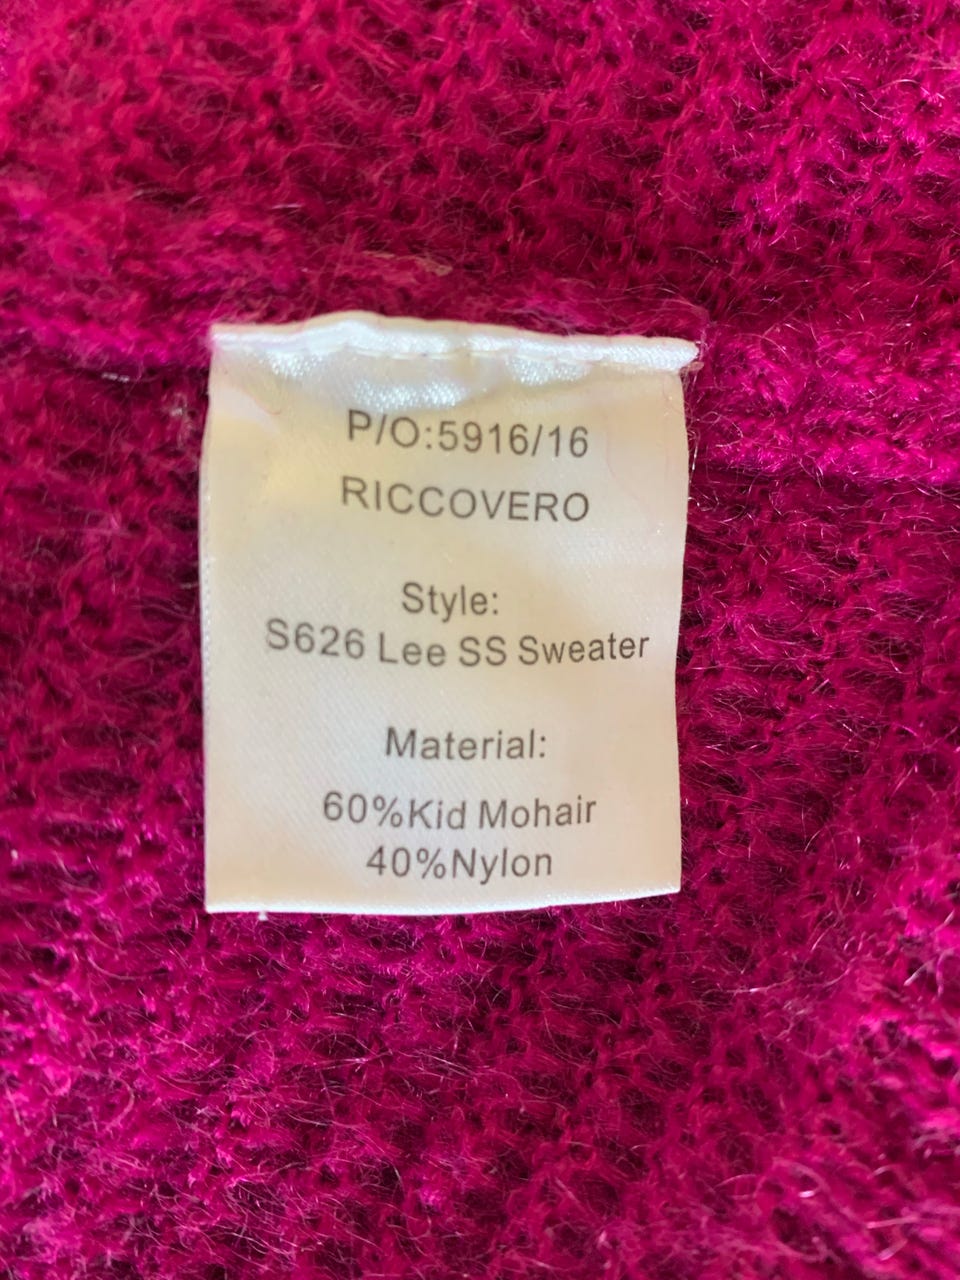 P/O:5916/16
RICCOVERO
Style:
S626 Lee SS Sweater
Material:
60%Kid Mohair
40%Nylon